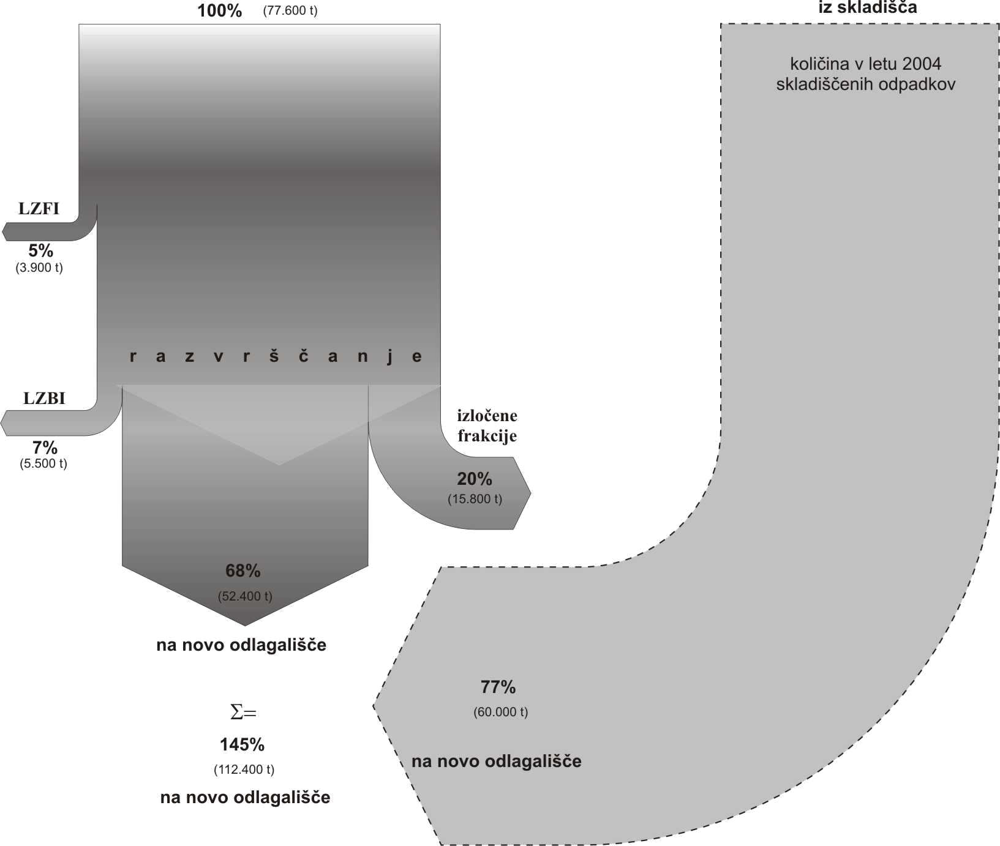 100% (77.600 t)
iz skladišča
količina v letu 2004
skladiščenih odpadkov
LZFI
5%
(3.900 t)
r a z v r š č a n j e
LZBI
7%
(5.500 t)
izločene
frakcije
20%
(15.800 t)
68%
(52.400 t)
na novo odlagališče
77%
(60.000 t)
na novo odlagališče
Σ=
145%
(112.400 t)
na novo odlagališče